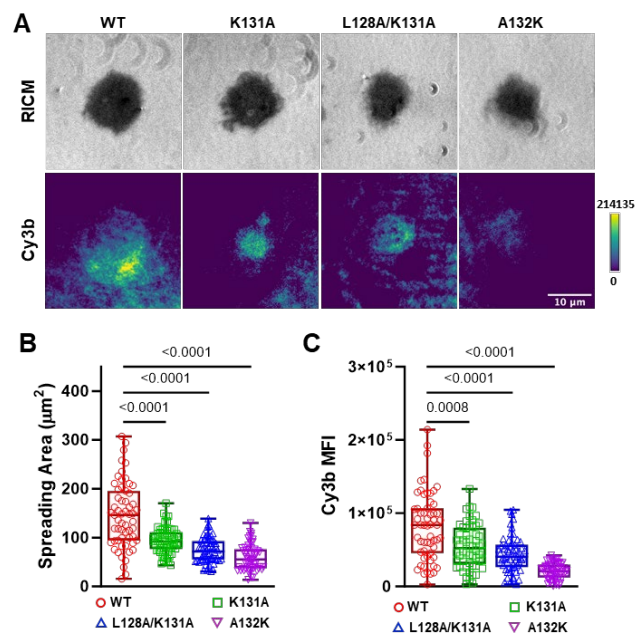 A
WT K131A L128A/K131A A132K
RICM
Cy3b
214135
0
10 µm
B
<0.0001
<0.0001
<0.0001
Spreading Area (µm²)
400
300
200
100
0
WT K131A
L128A/K131A A132K
C
<0.0001
<0.0001
0.0008
Cy3b MFI
3×10⁵
2×10⁵
1×10⁵
0
WT K131A
L128A/K131A A132K